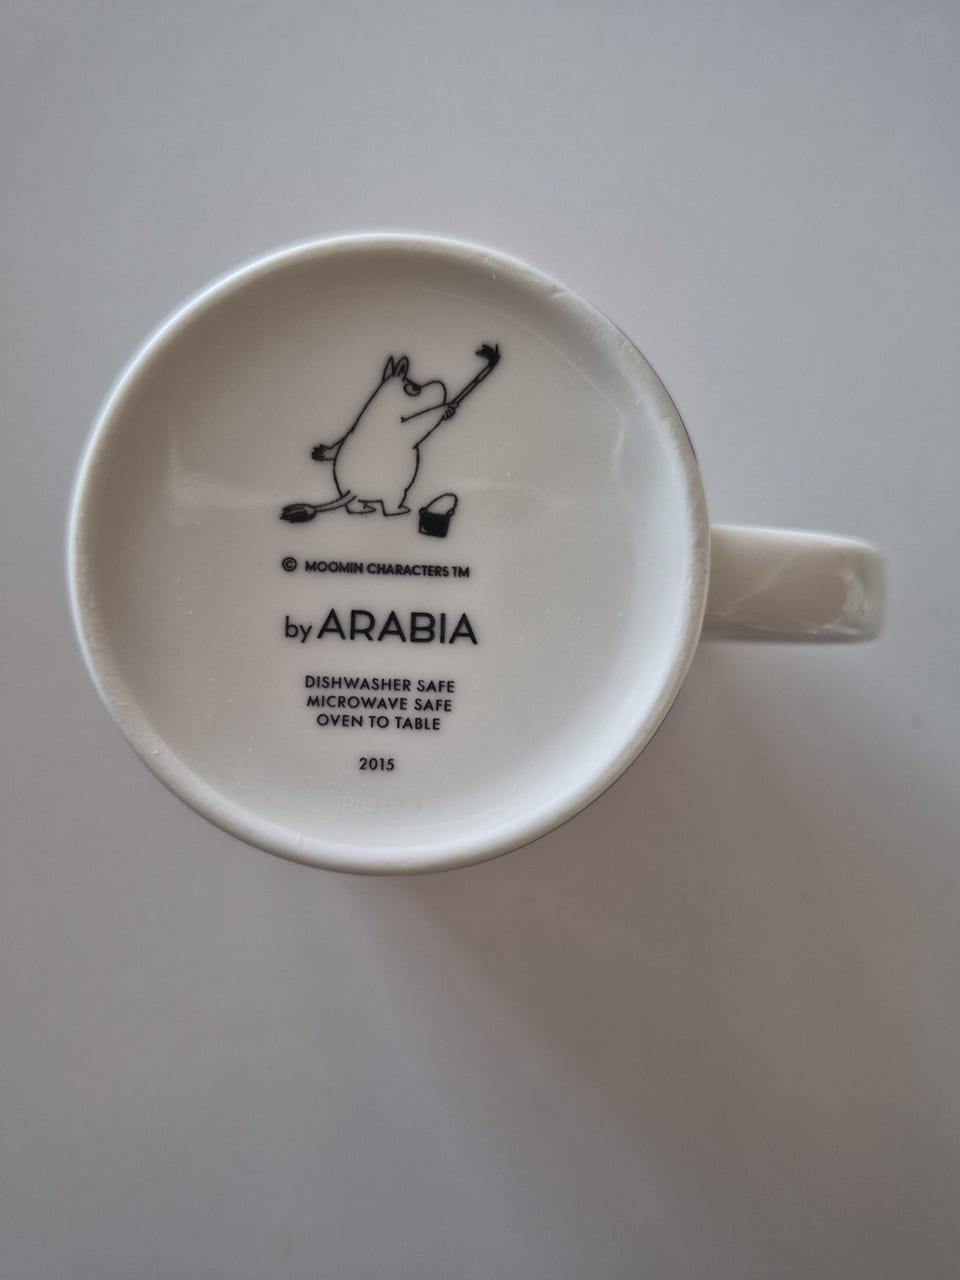 © MOOMIN CHARACTERS TM
by ARABIA
DISHWASHER SAFE
MICROWAVE SAFE
OVEN TO TABLE
2015